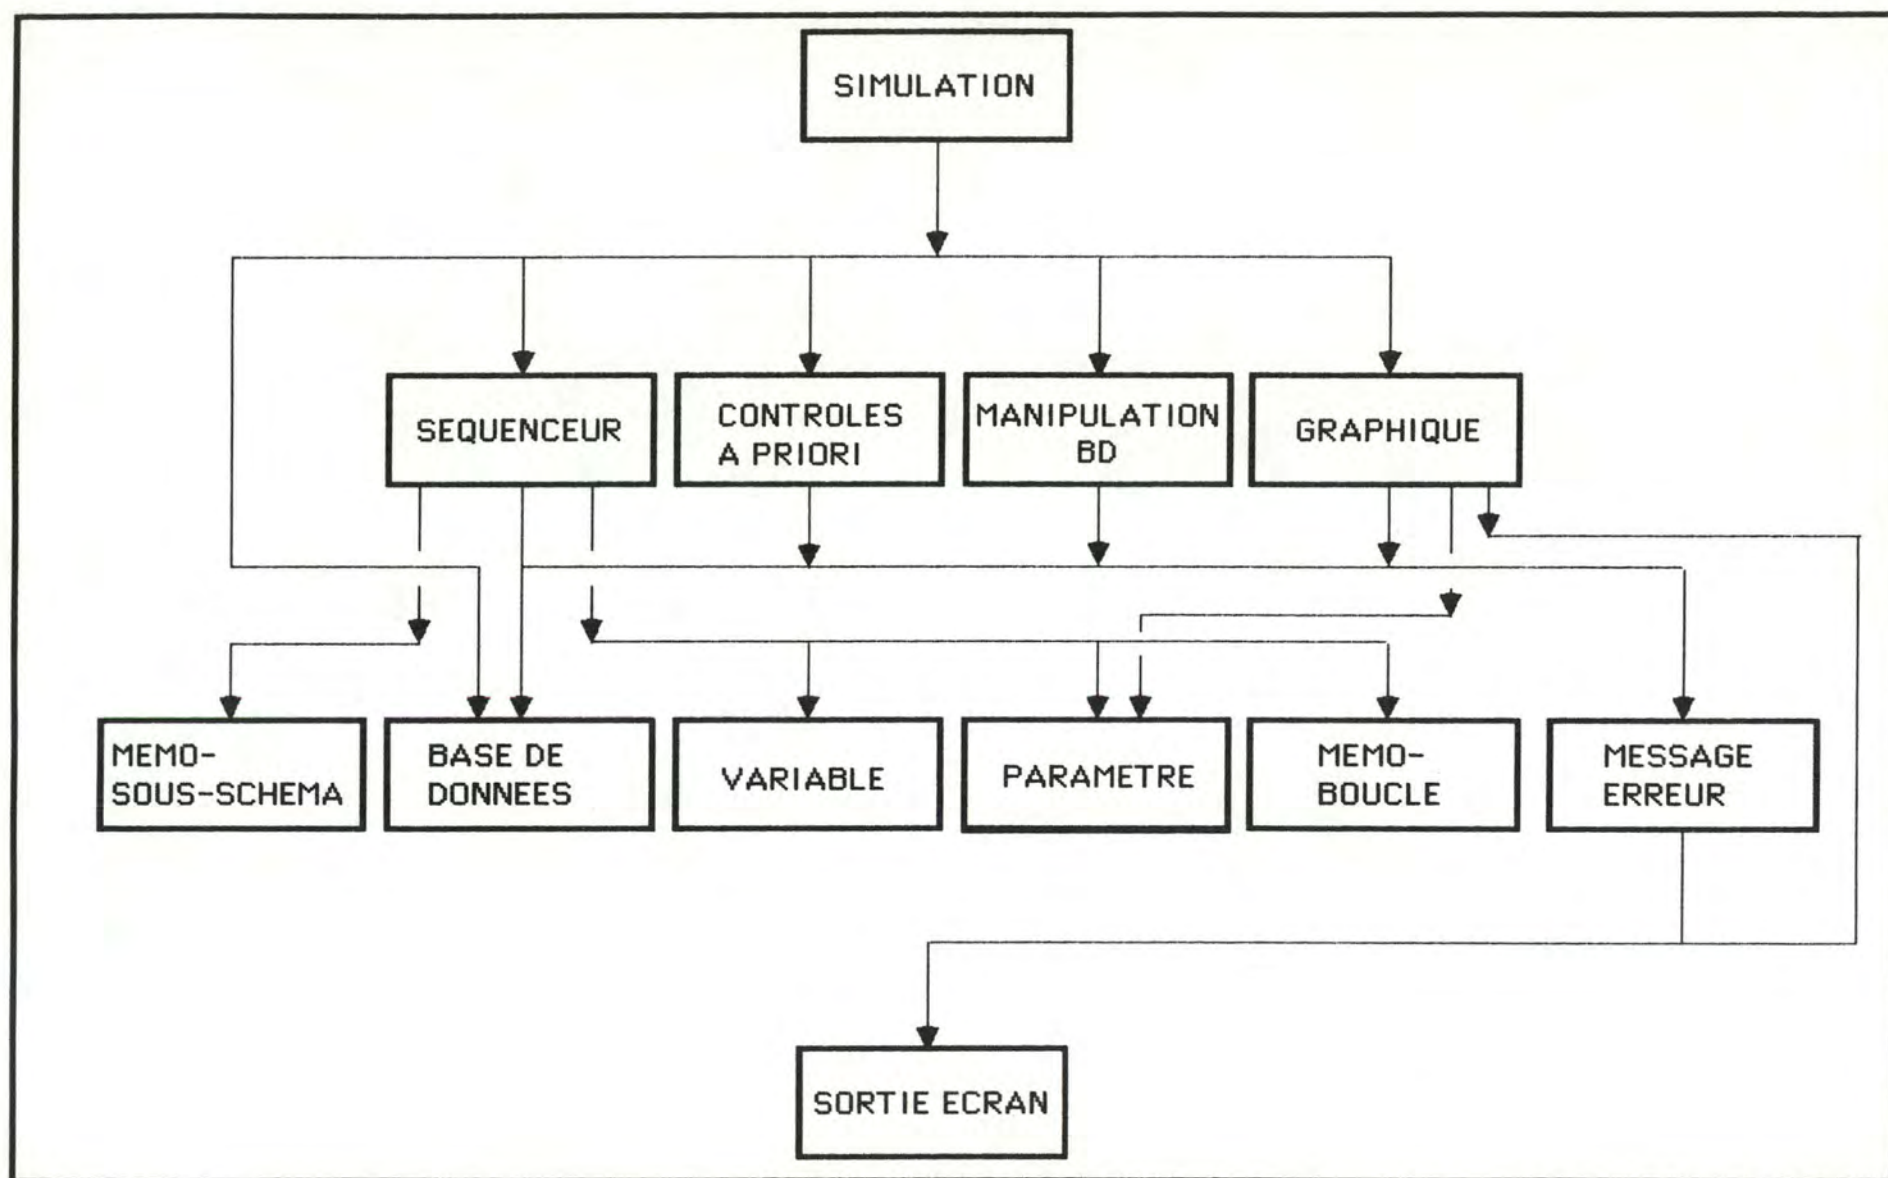 SIMULATION
SEQUENCEUR
CONTROLES
A PRIORI
MANIPULATION
BD
GRAPHIQUE
MEMO-
SOUS-SCHEMA
BASE DE
DONNEES
VARIABLE
PARAMETRE
MEMO-
BOUCLE
MESSAGE
ERREUR
SORTIE ECRAN